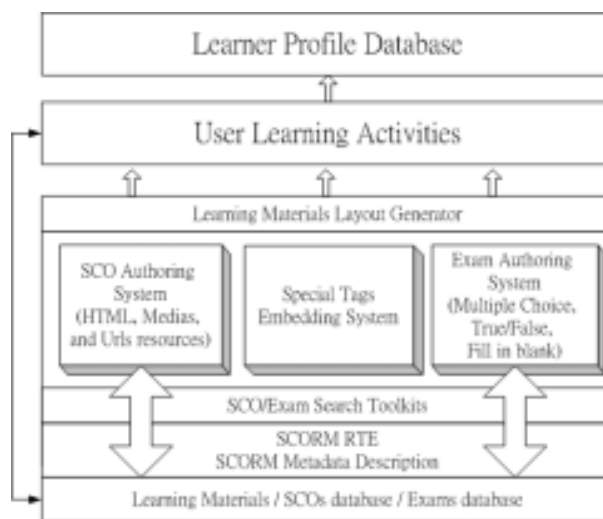 Learner Profile Database
User Learning Activities
Learning Materials Layout Generator
SCO Authoring
System
(HTML, Medias,
and Urls resources)
Special Tags
Embedding System
Exam Authoring
System
(Multiple Choice,
True/False,
Fill in blank)
SCO/Exam Search Toolkits
SCORM RTE
SCORM Metadata Description
Learning Materials / SCOs database / Exams database